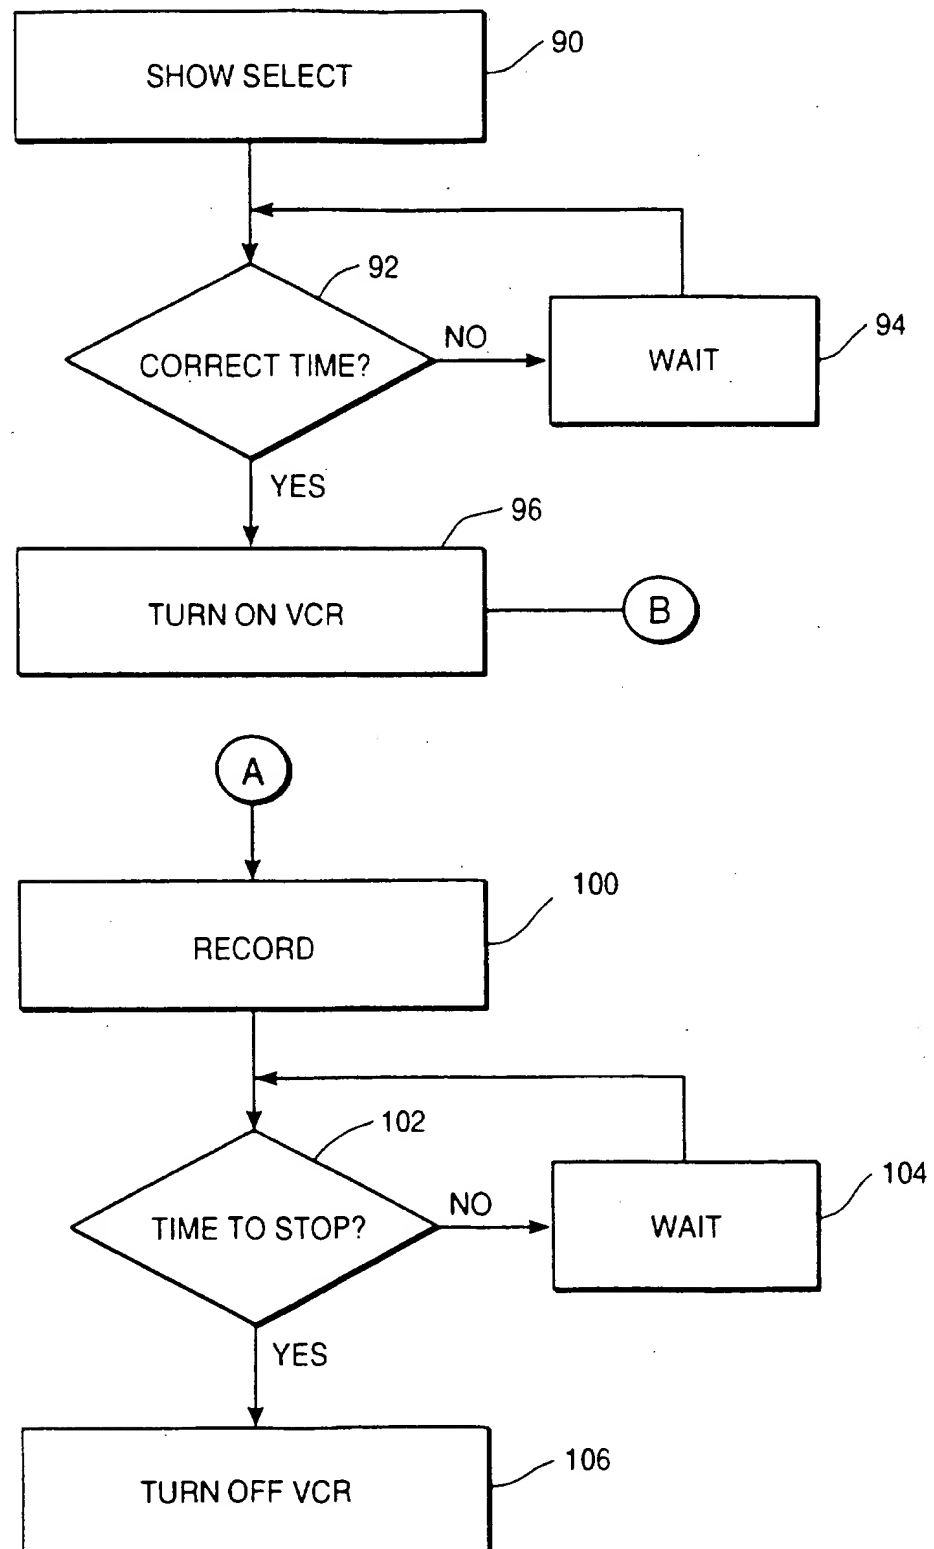 SHOW SELECT
90
CORRECT TIME?
92
NO
WAIT
94
YES
96
TURN ON VCR
B
A
RECORD
100
102
TIME TO STOP?
NO
WAIT
104
YES
TURN OFF VCR
106